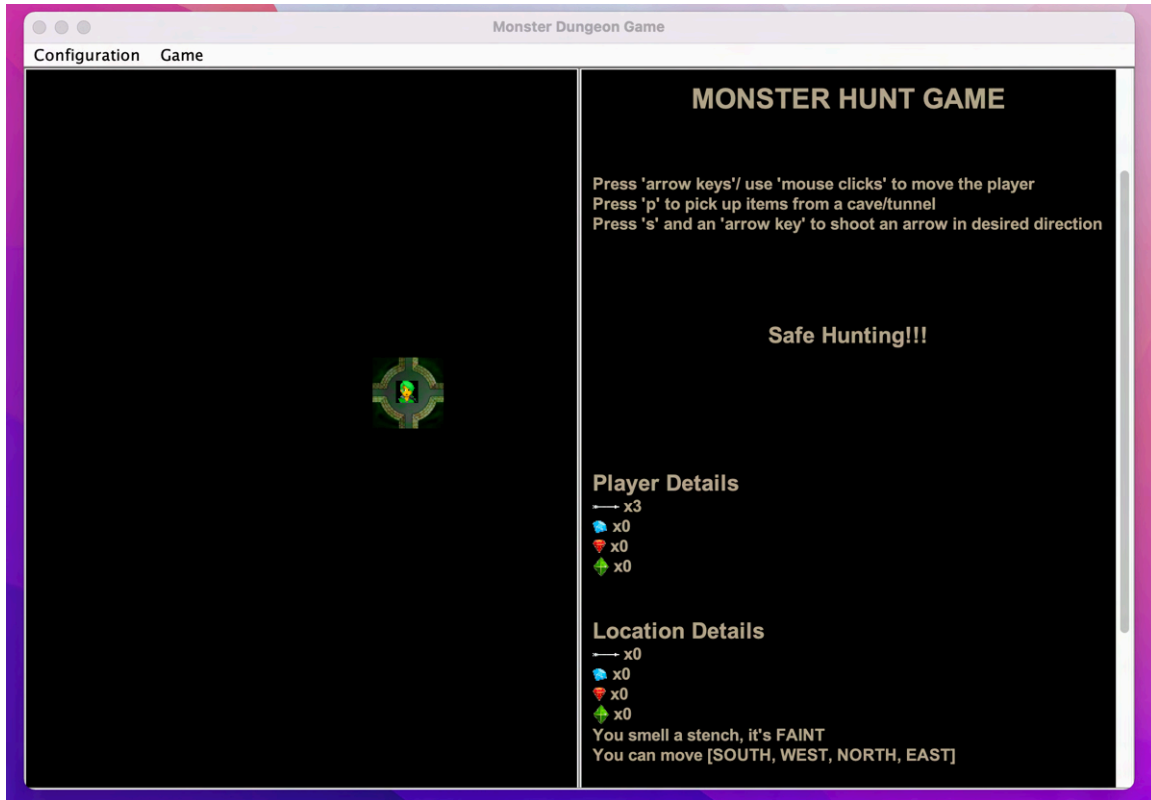 Monster Dungeon Game
Configuration Game
MONSTER HUNT GAME
Press 'arrow keys'/ use 'mouse clicks' to move the player
Press 'p' to pick up items from a cave/tunnel
Press 's' and an 'arrow key' to shoot an arrow in desired direction
Safe Hunting!!!
Player Details
x3
x0
x0
x0
Location Details
x0
x0
x0
x0
You smell a stench, it's FAINT
You can move [SOUTH, WEST, NORTH, EAST]